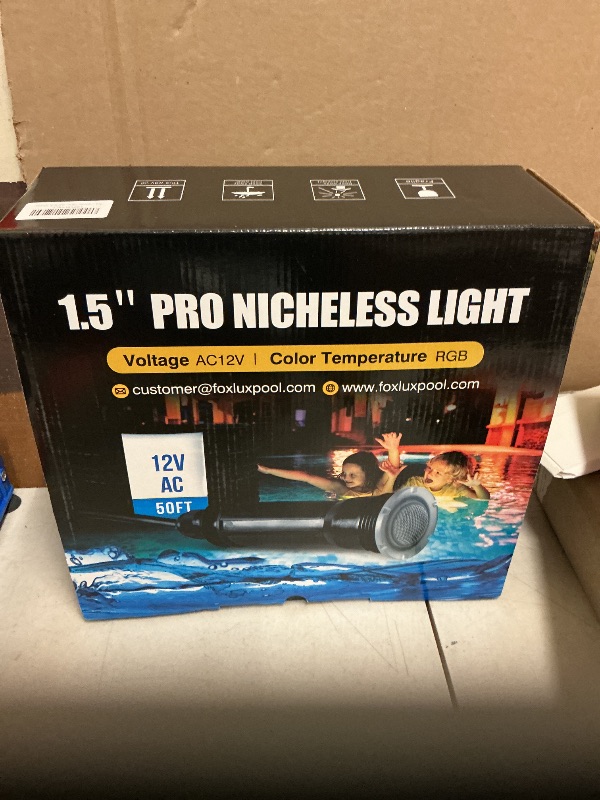 Fragile
1.5" PRO NICHELESS LIGHT
Voltage AC12V | Color Temperature RGB
customer@foxluxpool.com www.foxluxpool.com
12V
AC
50FT